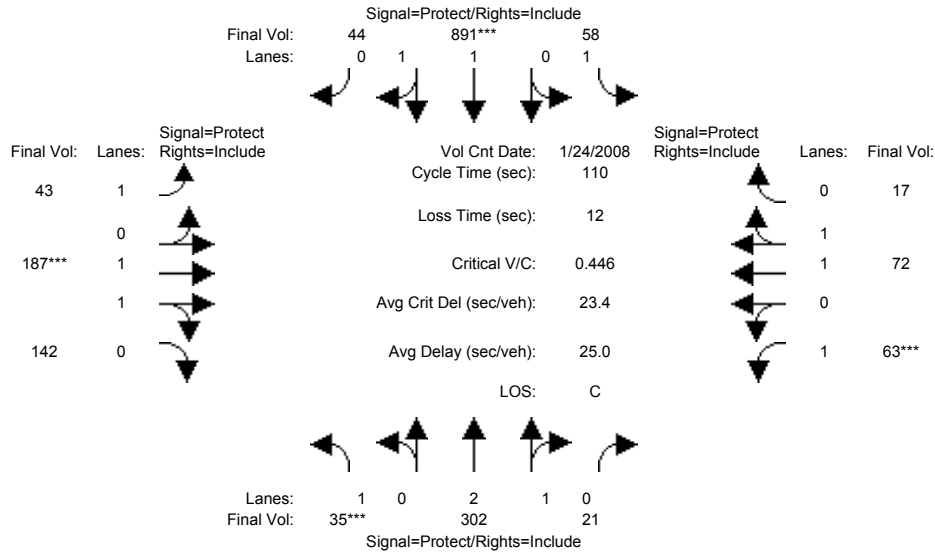 Signal=Protect/Rights=Include
Final Vol: 44 891*** 58
Lanes: 0 1 1 0 1
Signal=Protect
Final Vol: Lanes: Rights=Include
Vol Cnt Date: 1/24/2008
Signal=Protect
Rights=Include Lanes: Final Vol:
Cycle Time (sec): 110
43 1
0 17
Loss Time (sec): 12
0
1
187*** 1
Critical V/C: 0.446
1 72
1
Avg Crit Del (sec/veh): 23.4
0
142 0
Avg Delay (sec/veh): 25.0
1 63***
LOS: C
Lanes: 1 0 2 1 0
Final Vol: 35*** 302 21
Signal=Protect/Rights=Include